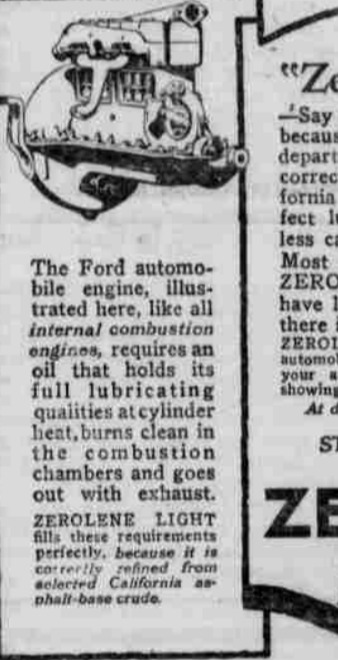 The Ford automo-
bile engine, illus-
trated here, like all
internal combustion
engines, requires an
oil that holds its
full lubricating
qualities at cylinder
heat, burns clean in
the combustion
chambers and goes
out with exhaust.
ZEROLENE LIGHT
fills these requirements
perfectly, because it is
correctly refined from
selected California as-
phalt-base crude.
"Ze
—Say
becaus
depart
correc
fornia
fect lu
less ca
Most
ZERO
have l
there i
ZEROL
automob
your a
showing
At d
ST
ZE